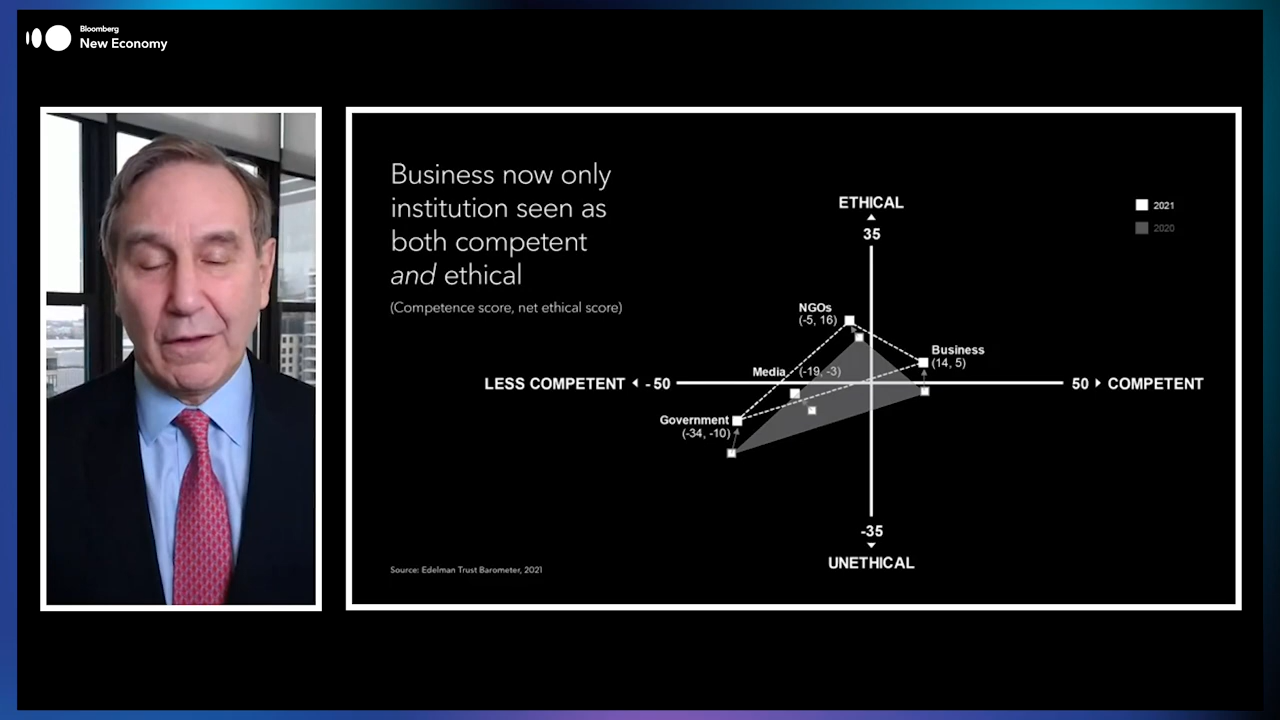 Bloomberg
New Economy
Business now only
institution seen as
both competent
and ethical
(Competence score, net ethical score)
ETHICAL
35
2021
2020
NGOs
(-5, 16)
Business
(14, 5)
Media
(-19, -3)
LESS COMPETENT
- 50
50
COMPETENT
Government
(-34, -10)
-35
UNETHICAL
Source: Edelman Trust Barometer, 2021